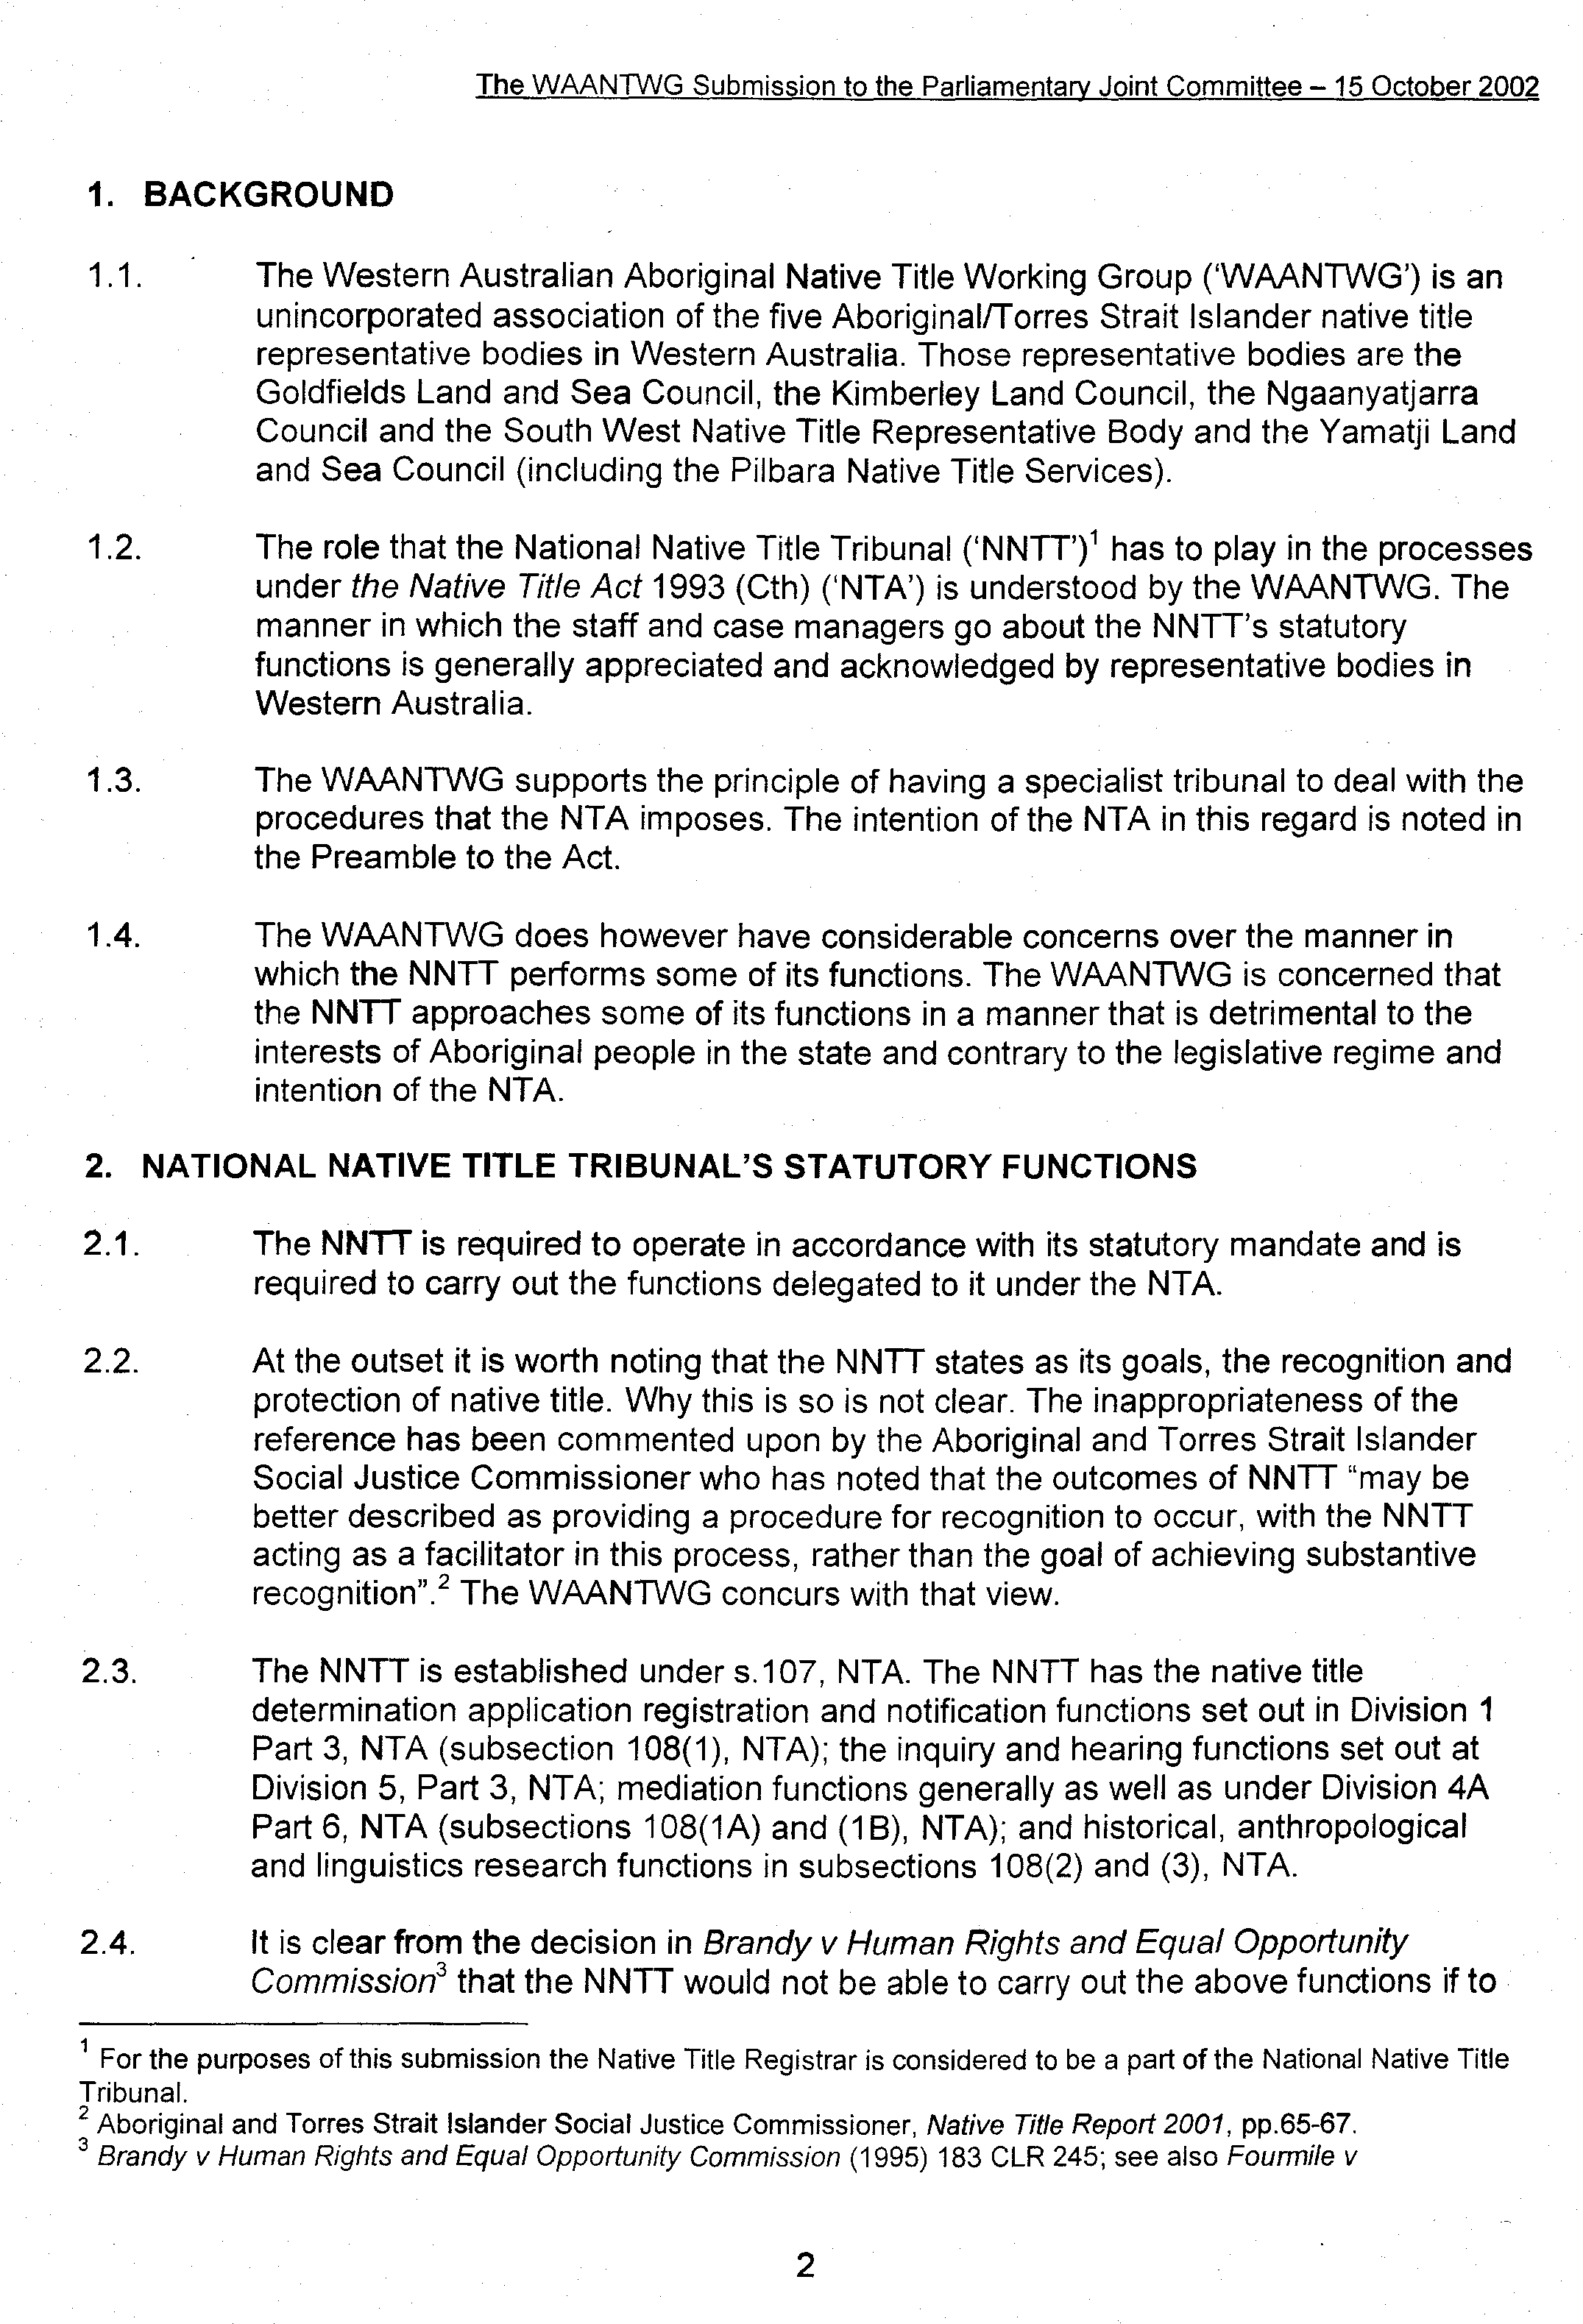 The WAANTWG Submission to the Parliamentary Joint Committee – 15 October 2002
1. BACKGROUND
1.1. The Western Australian Aboriginal Native Title Working Group (‘WAANTWG’) is an
unincorporated association of the five Aboriginal/Torres Strait Islander native title
representative bodies in Western Australia. Those representative bodies are the
Goldfields Land and Sea Council, the Kimberley Land Council, the Ngaanyatjarra
Council and the South West Native Title Representative Body and the Yamatji Land
and Sea Council (including the Pilbara Native Title Services).
1.2. The role that the National Native Title Tribunal (‘NNTT’)¹ has to play in the processes
under the Native Title Act 1993 (Cth) (‘NTA’) is understood by the WAANTWG. The
manner in which the staff and case managers go about the NNTT’s statutory
functions is generally appreciated and acknowledged by representative bodies in
Western Australia.
1.3. The WAANTWG supports the principle of having a specialist tribunal to deal with the
procedures that the NTA imposes. The intention of the NTA in this regard is noted in
the Preamble to the Act.
1.4. The WAANTWG does however have considerable concerns over the manner in
which the NNTT performs some of its functions. The WAANTWG is concerned that
the NNTT approaches some of its functions in a manner that is detrimental to the
interests of Aboriginal people in the state and contrary to the legislative regime and
intention of the NTA.
2. NATIONAL NATIVE TITLE TRIBUNAL’S STATUTORY FUNCTIONS
2.1. The NNTT is required to operate in accordance with its statutory mandate and is
required to carry out the functions delegated to it under the NTA.
2.2. At the outset it is worth noting that the NNTT states as its goals, the recognition and
protection of native title. Why this is so is not clear. The inappropriateness of the
reference has been commented upon by the Aboriginal and Torres Strait Islander
Social Justice Commissioner who has noted that the outcomes of NNTT “may be
better described as providing a procedure for recognition to occur, with the NNTT
acting as a facilitator in this process, rather than the goal of achieving substantive
recognition”.² The WAANTWG concurs with that view.
2.3. The NNTT is established under s.107, NTA. The NNTT has the native title
determination application registration and notification functions set out in Division 1
Part 3, NTA (subsection 108(1), NTA); the inquiry and hearing functions set out at
Division 5, Part 3, NTA; mediation functions generally as well as under Division 4A
Part 6, NTA (subsections 108(1A) and (1B), NTA); and historical, anthropological
and linguistics research functions in subsections 108(2) and (3), NTA.
2.4. It is clear from the decision in Brandy v Human Rights and Equal Opportunity
Commission³ that the NNTT would not be able to carry out the above functions if to
¹ For the purposes of this submission the Native Title Registrar is considered to be a part of the National Native Title
Tribunal.
² Aboriginal and Torres Strait Islander Social Justice Commissioner, Native Title Report 2001, pp.65-67.
³ Brandy v Human Rights and Equal Opportunity Commission (1995) 183 CLR 245; see also Fourmile v
2